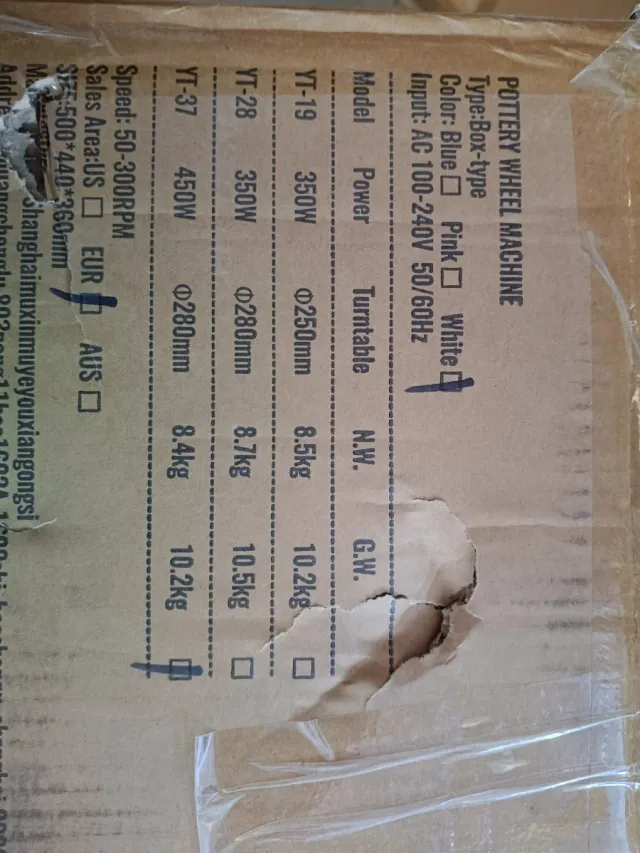 POTTERY WHEEL MACHINE
Type:Box-type
Color: Blue □ Pink □ White □
Input: AC 100-240V 50/60Hz
Model Power Turntable N.W. G.W.
YT-19 350W Φ250mm 8.5kg 10.2kg □
YT-28 350W Φ280mm 8.7kg 10.5kg □
YT-37 450W Φ280mm 8.4kg 10.2kg □
Speed: 50-300RPM
Sales Area:US □ EUR □ AUS □
SIZE:500*440*360mm
shanghaimuxinmuyeyouxiangongsi